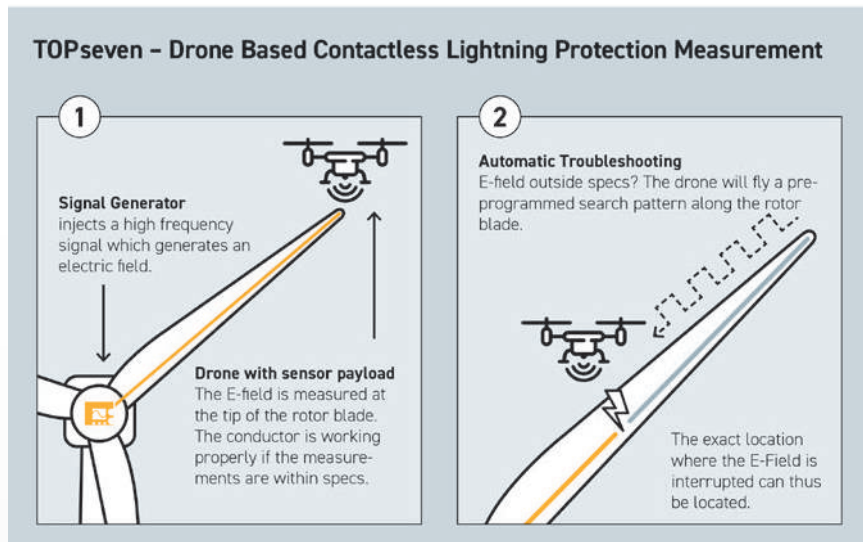 TOPseven – Drone Based Contactless Lightning Protection Measurement
1
Signal Generator
injects a high frequency
signal which generates an
electric field.
Drone with sensor payload
The E-field is measured at
the tip of the rotor blade.
The conductor is working
properly if the measure-
ments are within specs.
2
Automatic Troubleshooting
E-field outside specs? The drone will fly a pre-
programmed search pattern along the rotor
blade.
The exact location
where the E-Field is
interrupted can thus
be located.